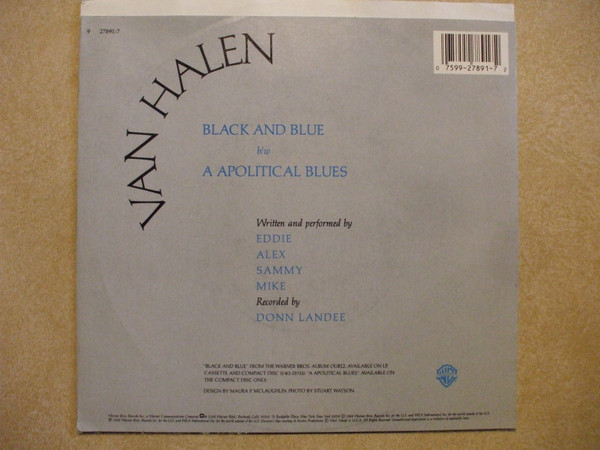 9 27891-7
VAN HALEN
0 7599-27891-7 2
BLACK AND BLUE
b/w
A APOLITICAL BLUES
Written and performed by
EDDIE
ALEX
SAMMY
MIKE
Recorded by
DONN LANDEE
"BLACK AND BLUE" FROM THE WARNER BROS. ALBUM OU812, AVAILABLE ON LP,
CASSETTE AND COMPACT DISC "A APOLITICAL BLUES" AVAILABLE ON
THE COMPACT DISC ONLY.
DESIGN BY MAURA P. MCLAUGHLIN. PHOTO BY STUART WATSON.